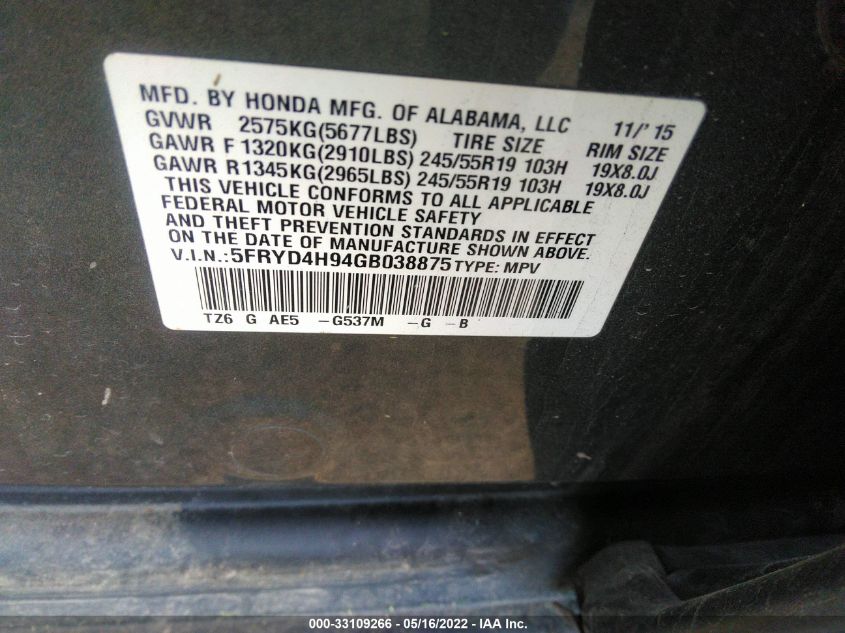 MFD. BY HONDA MFG. OF ALABAMA, LLC 11/' 15
GVWR 2575KG(5677LBS) TIRE SIZE RIM SIZE
GAWR F 1320KG(2910LBS) 245/55R19 103H 19X8.0J
GAWR R1345KG(2965LBS) 245/55R19 103H 19X8.0J
THIS VEHICLE CONFORMS TO ALL APPLICABLE
FEDERAL MOTOR VEHICLE SAFETY
AND THEFT PREVENTION STANDARDS IN EFFECT
ON THE DATE OF MANUFACTURE SHOWN ABOVE.
V.I.N.:5FRYD4H94GB038875 TYPE: MPV
TZ6 G AE5 -G537M -G -B
000-33109266 - 05/16/2022 - IAA Inc.